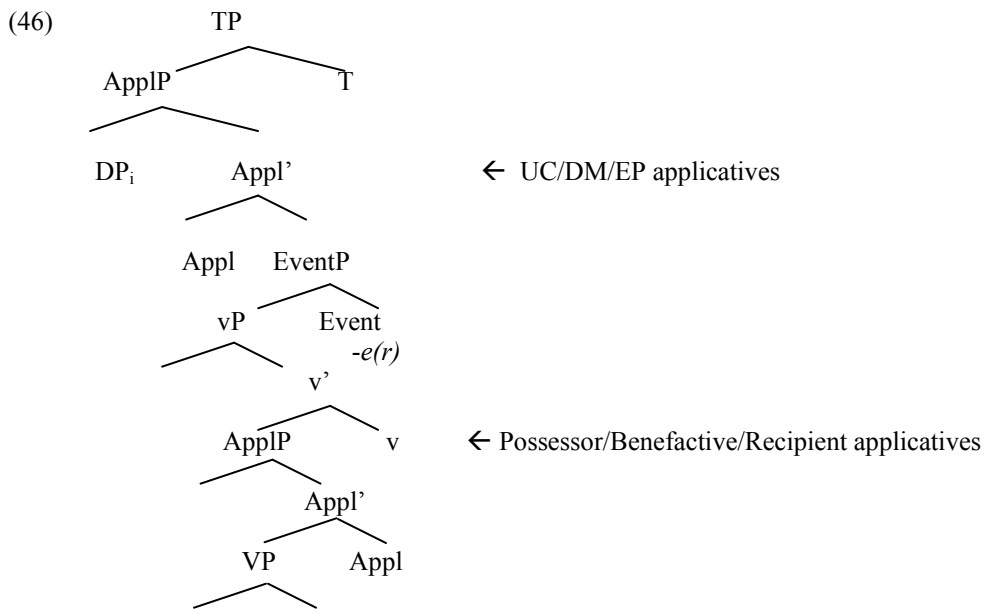 (46) TP
ApplP T
DPi Appl’ ← UC/DM/EP applicatives
Appl EventP
vP Event
-e(r)
v’
ApplP v ← Possessor/Benefactive/Recipient applicatives
Appl’
VP Appl